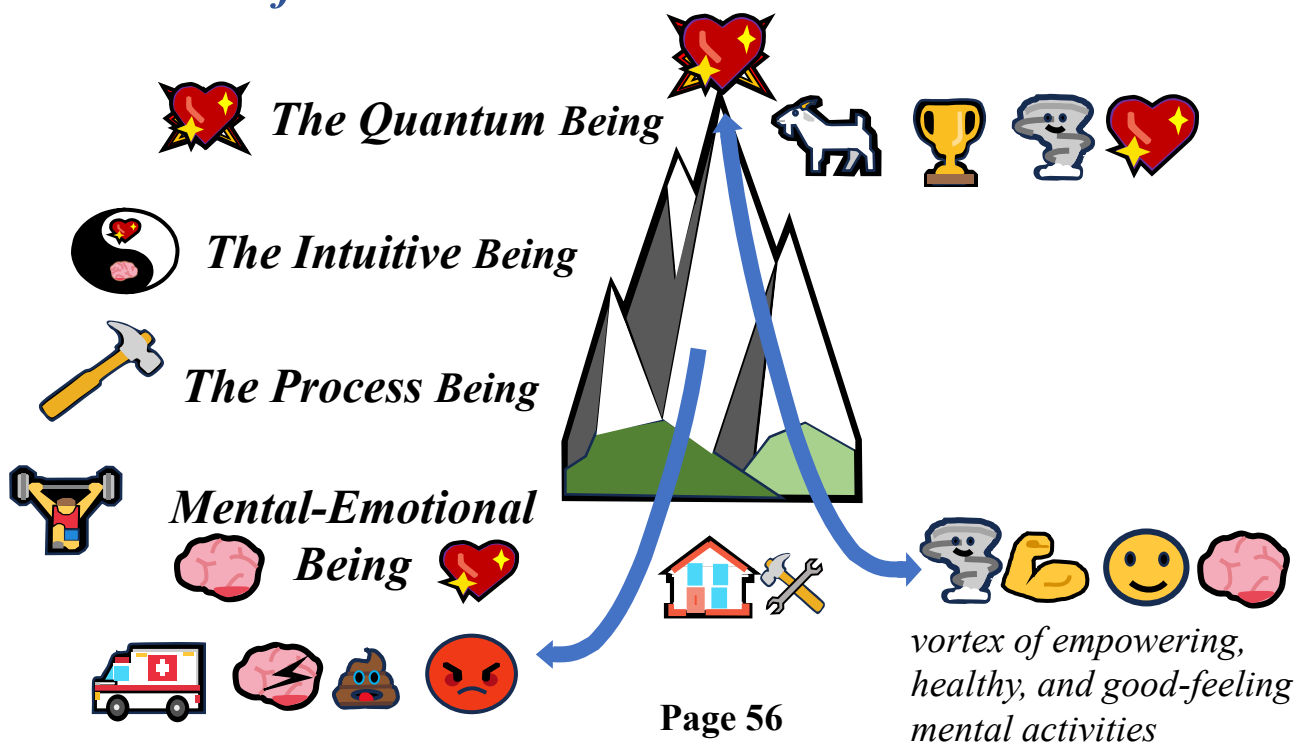 The Quantum Being
The Intuitive Being
The Process Being
Mental-Emotional
Being
vortex of empowering,
healthy, and good-feeling
mental activities
Page 56